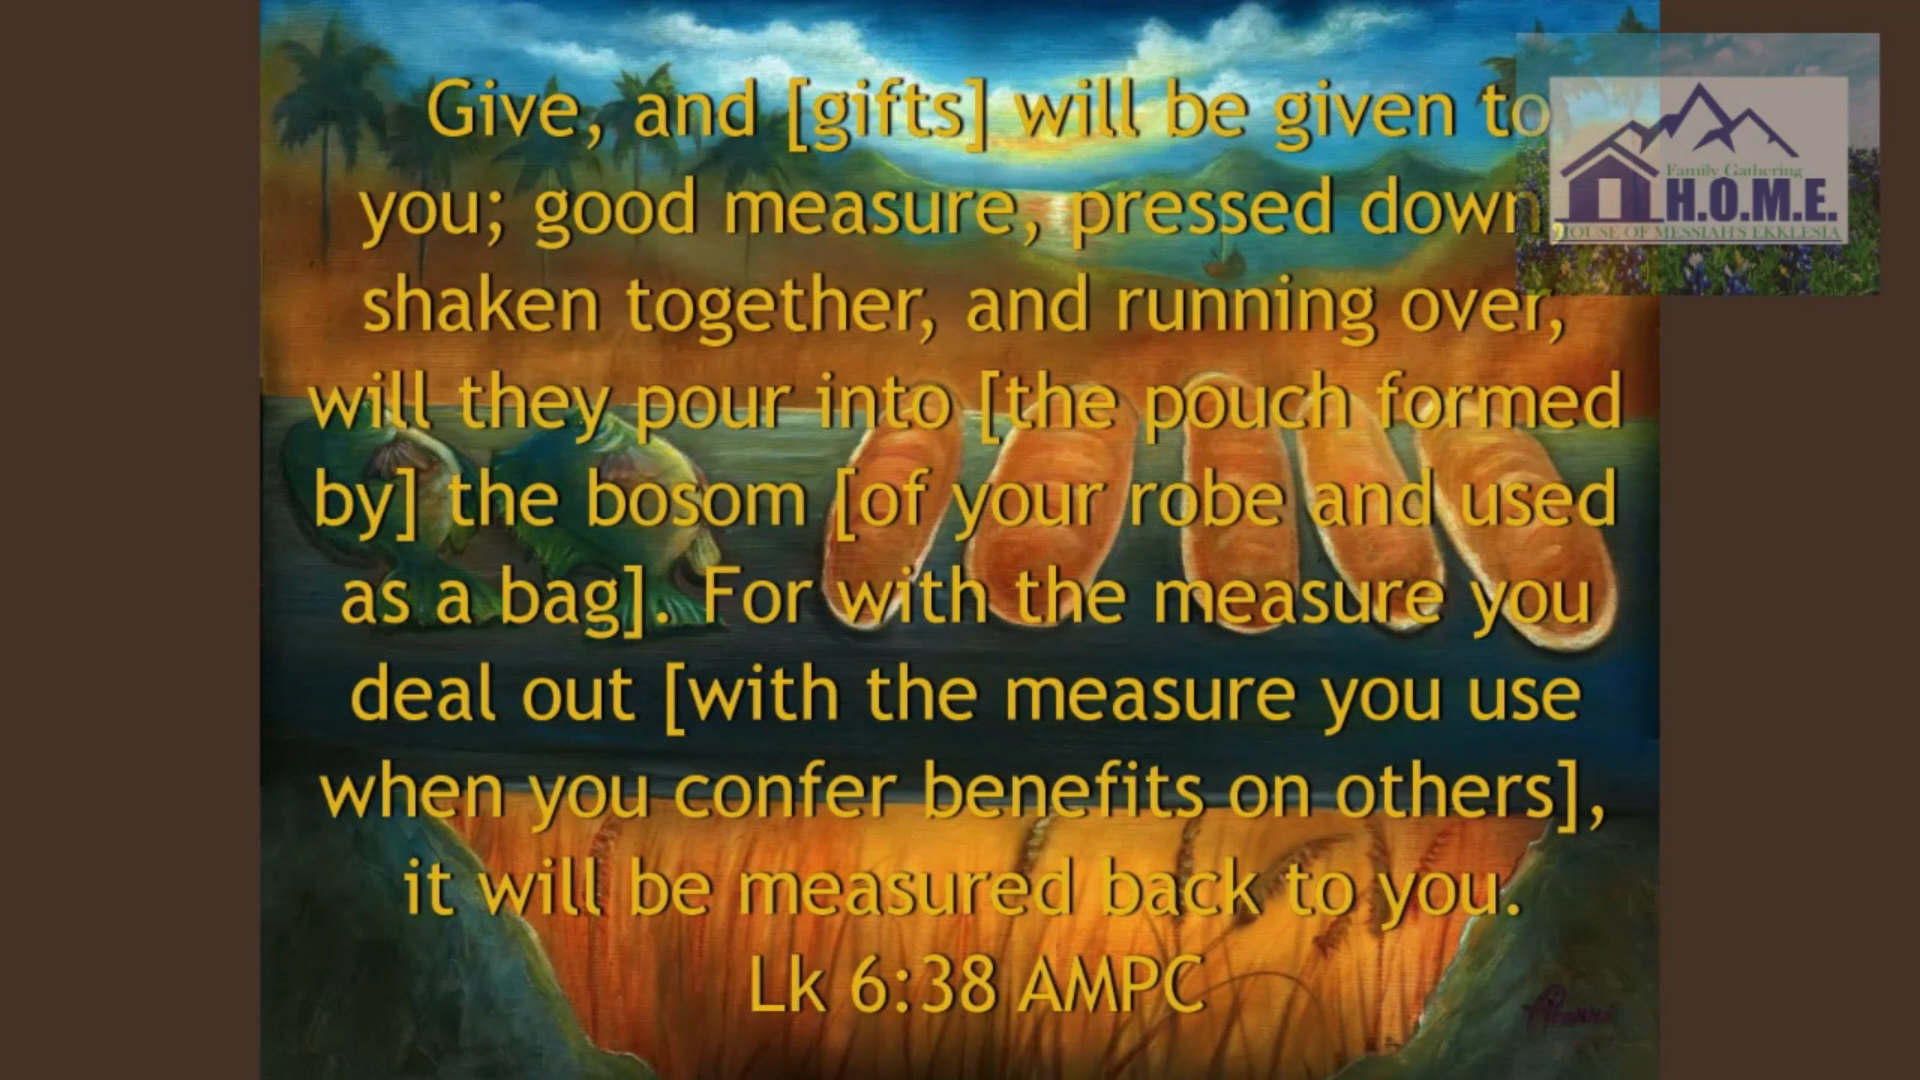 Give, and [gifts] will be given to
you; good measure, pressed down,
shaken together, and running over,
will they pour into [the pouch formed
by] the bosom [of your robe and used
as a bag]. For with the measure you
deal out [with the measure you use
when you confer benefits on others],
it will be measured back to you.
Lk 6:38 AMPC
Family Gathering
H.O.M.E.
HOUSE OF MESSIAH'S EKKLESIA